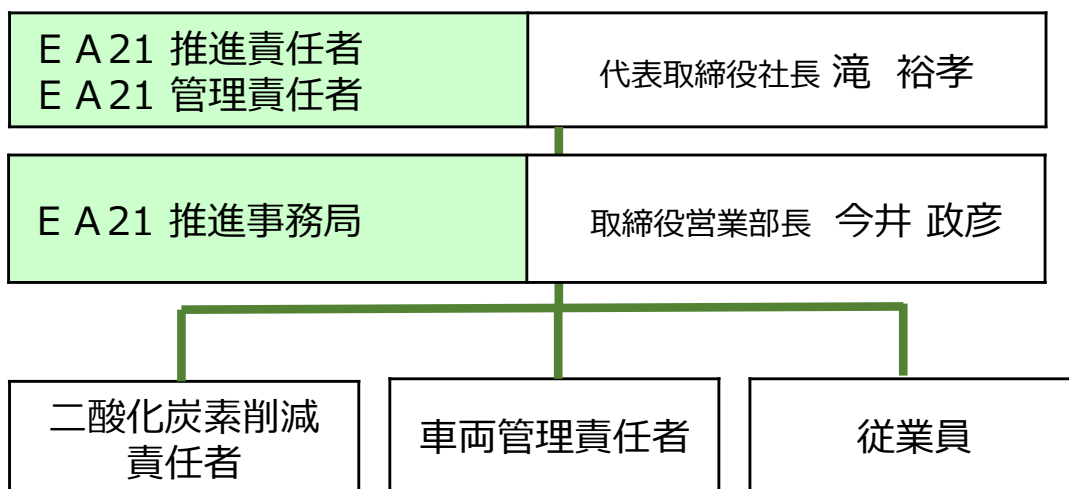 ＥＡ21 推進責任者
ＥＡ21 管理責任者
代表取締役社長 滝 裕孝
ＥＡ21 推進事務局
取締役営業部長 今井 政彦
二酸化炭素削減
責任者
車両管理責任者
従業員